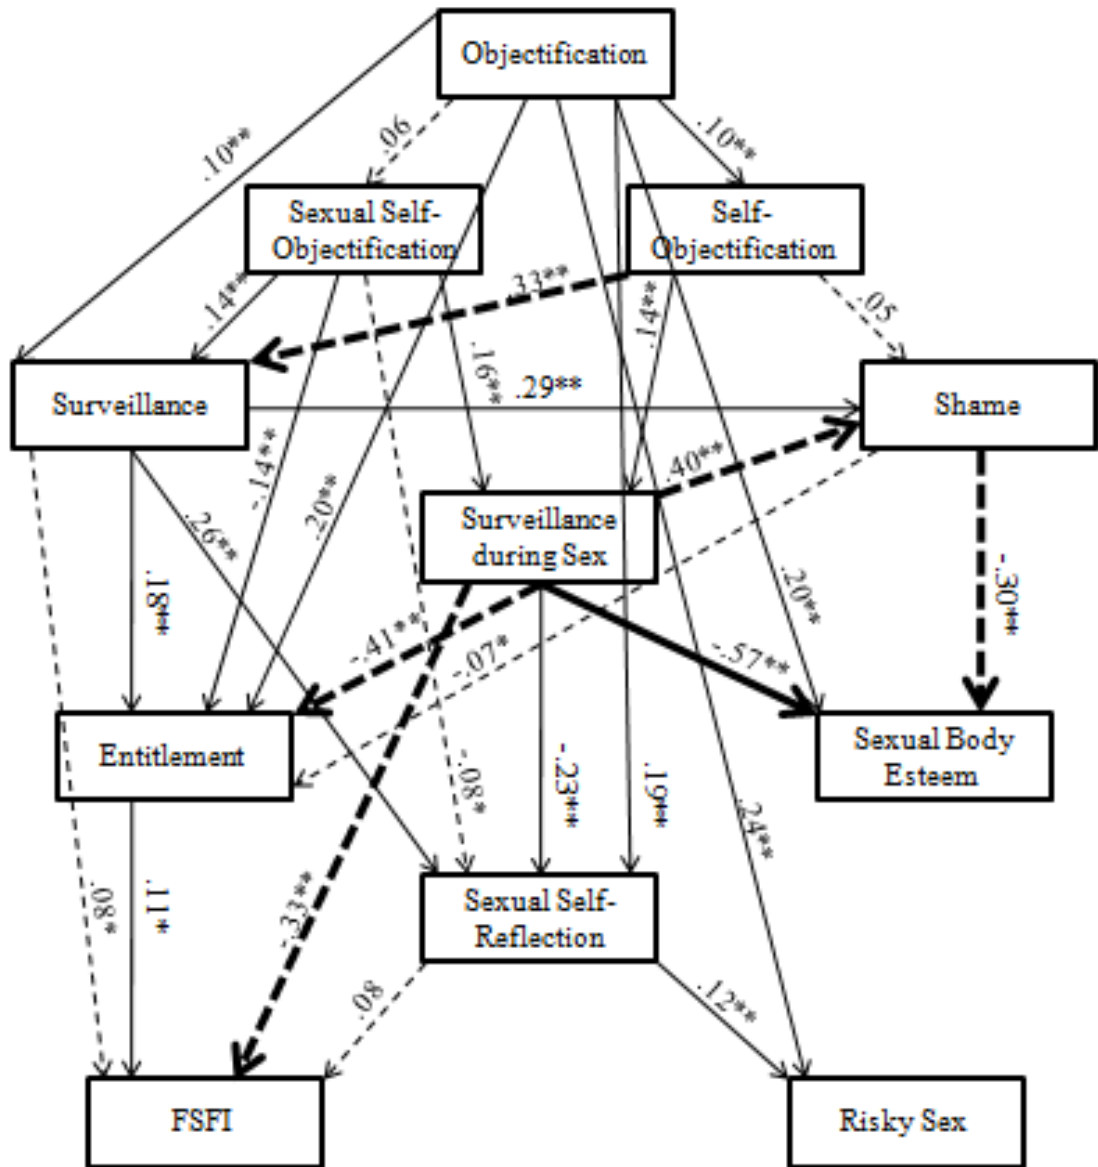 Objectification
.10**
.06
.10**
Sexual Self-
Objectification
Self-
Objectification
.14**
.33**
.14**
.05
.16**
Surveillance
.29**
Shame
-.14**
.20**
.26**
.40**
Surveillance
during Sex
.18**
-.41**
-.07*
-.57**
.20**
-.30**
Entitlement
Sexual Body
Esteem
-.08*
-.23**
.19**
.24**
.08*
.11*
-.33**
Sexual Self-
Reflection
.08
.12**
FSFI
Risky Sex